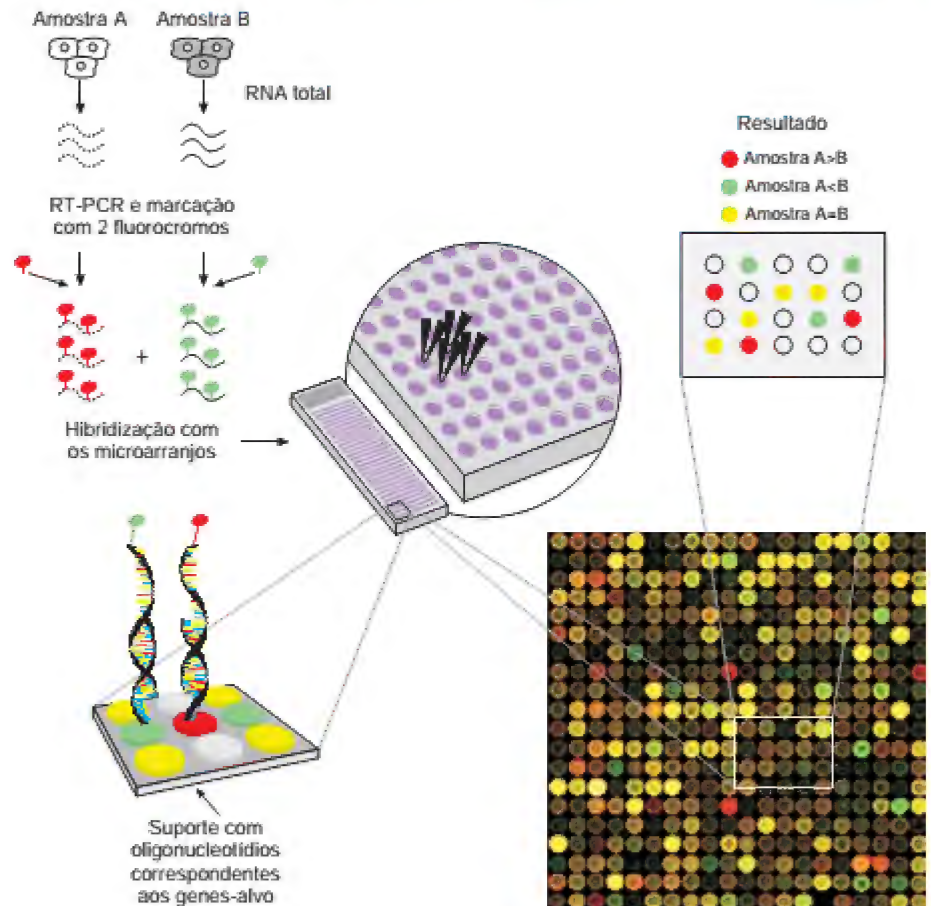 Amostra A
Amostra B
RNA total
RT-PCR e marcação
com 2 fluorocromos
Hibridização com
os microarranjos
Resultado
Amostra A>B
Amostra A<B
Amostra A=B
Suporte com
oligonucleotídios
correspondentes
aos genes-alvo